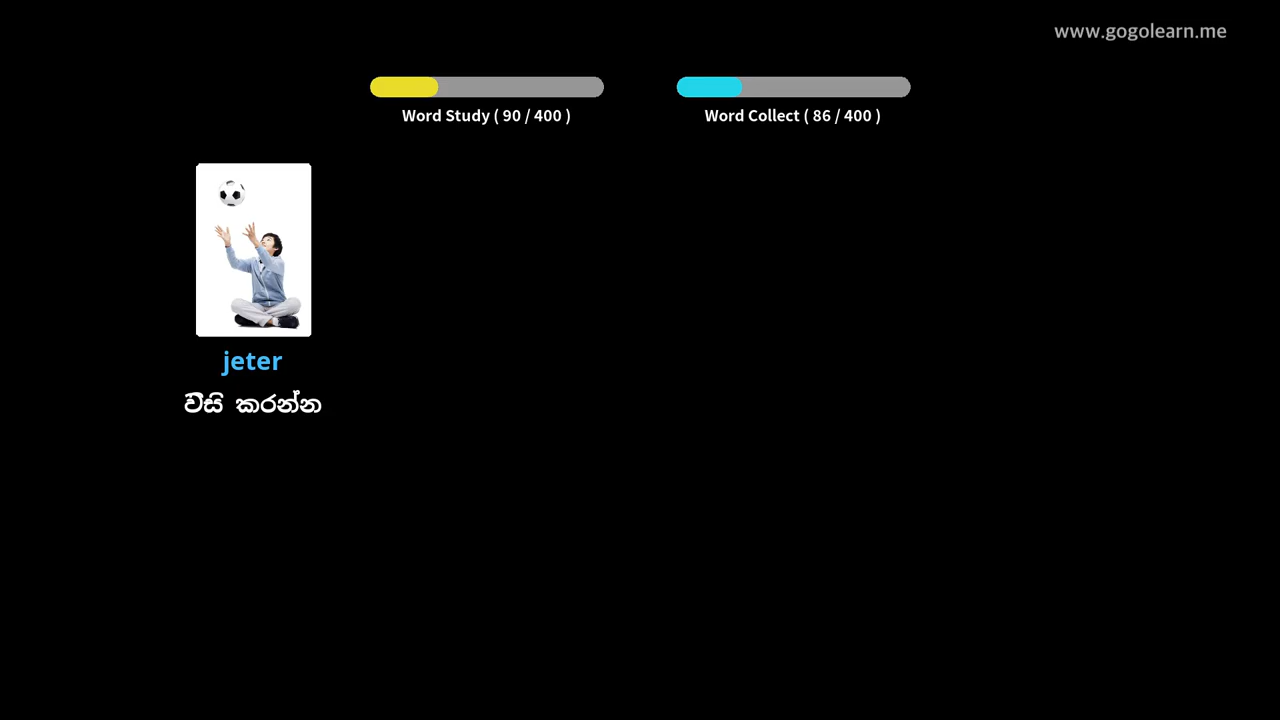 www.gogolearn.me
Word Study ( 90 / 400 )
Word Collect ( 86 / 400 )
jeter
විසි කරන්න